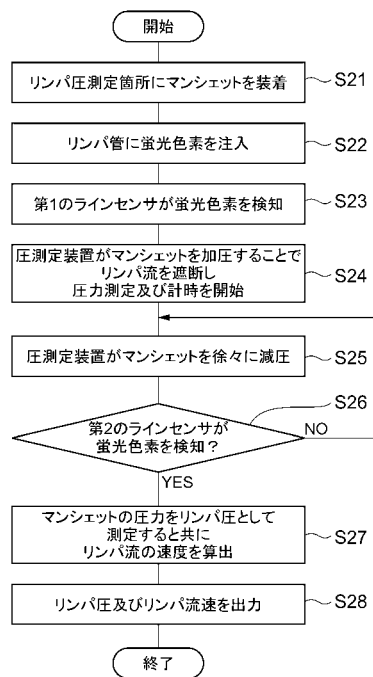 開始
リンパ圧測定箇所にマンシェットを装着
S21
リンパ管に蛍光色素を注入
S22
第1のラインセンサが蛍光色素を検知
S23
圧測定装置がマンシェットを加圧することで
リンパ流を遮断し
圧力測定及び計時を開始
S24
圧測定装置がマンシェットを徐々に減圧
S25
S26
第2のラインセンサが
蛍光色素を検知?
NO
YES
マンシェットの圧力をリンパ圧として
測定すると共に
リンパ流の速度を算出
S27
リンパ圧及びリンパ流速を出力
S28
終了